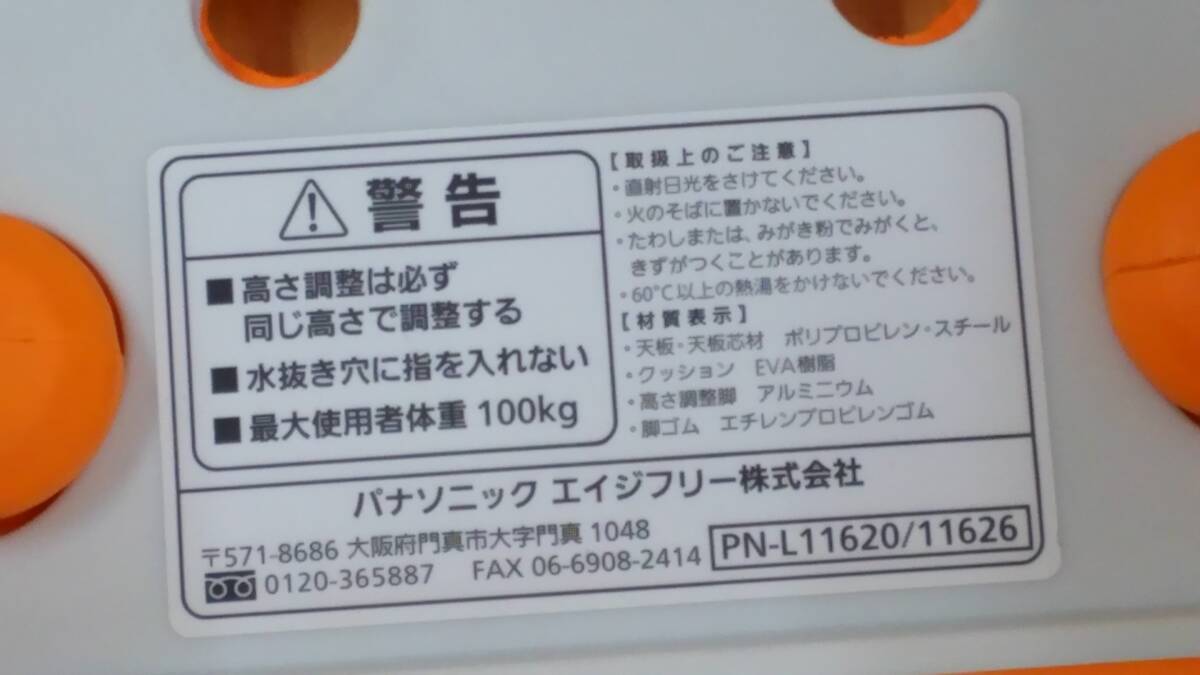 警告
■高さ調整は必ず
同じ高さで調整する
■水抜き穴に指を入れない
■最大使用者体重 100kg
【取扱上のご注意】
・直射日光をさけてください。
・火のそばに置かないでください。
・たわしまたは、みがき粉でみがくと、
きずがつくことがあります。
・60℃以上の熱湯をかけないでください。
【材質表示】
・天板・天板芯材 ポリプロピレン・スチール
・クッション EVA樹脂
・高さ調整脚 アルミニウム
・脚ゴム エチレンプロピレンゴム
パナソニック エイジフリー株式会社
〒571-8686 大阪府門真市大字門真 1048
0120-365887 FAX 06-6908-2414
PN-L11620/11626